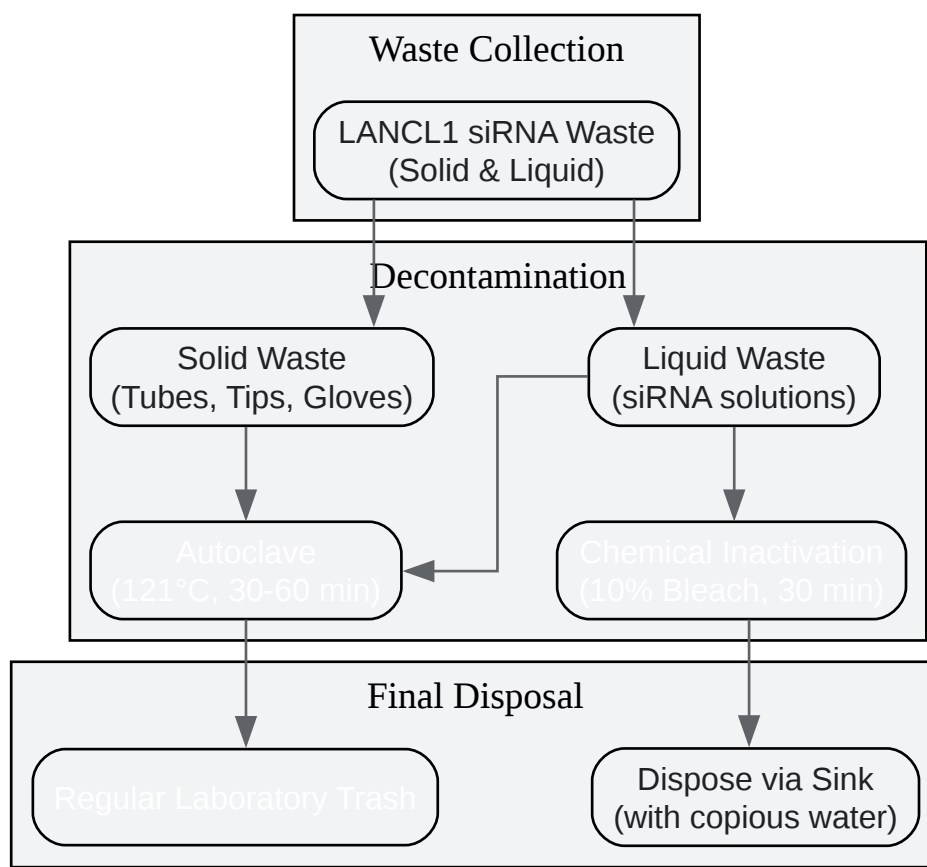 Waste Collection
LANCL1 siRNA Waste
(Solid & Liquid)
Decontamination
Solid Waste
(Tubes, Tips, Gloves)
Liquid Waste
(siRNA solutions)
Autoclave
(121°C, 30-60 min)
Chemical Inactivation
(10% Bleach, 30 min)
Final Disposal
Regular Laboratory Trash
Dispose via Sink
(with copious water)